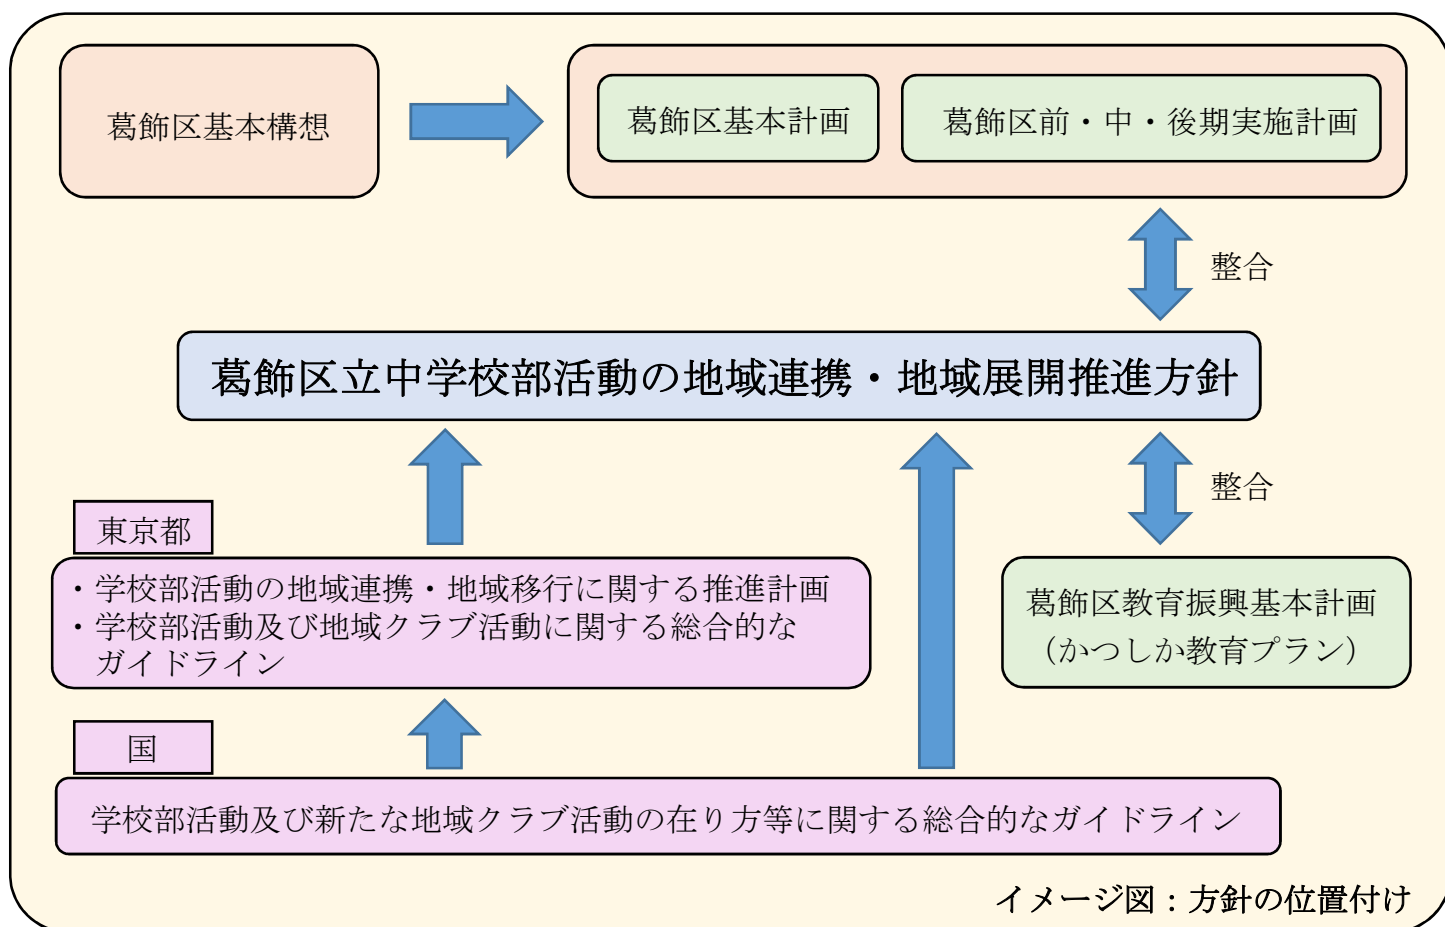 葛飾区基本構想
葛飾区基本計画
葛飾区前・中・後期実施計画
整合
葛飾区立中学校部活動の地域連携・地域展開推進方針
整合
東京都
・学校部活動の地域連携・地域移行に関する推進計画
・学校部活動及び地域クラブ活動に関する総合的な
ガイドライン
葛飾区教育振興基本計画
（かつしか教育プラン）
国
学校部活動及び新たな地域クラブ活動の在り方等に関する総合的なガイドライン
イメージ図：方針の位置付け